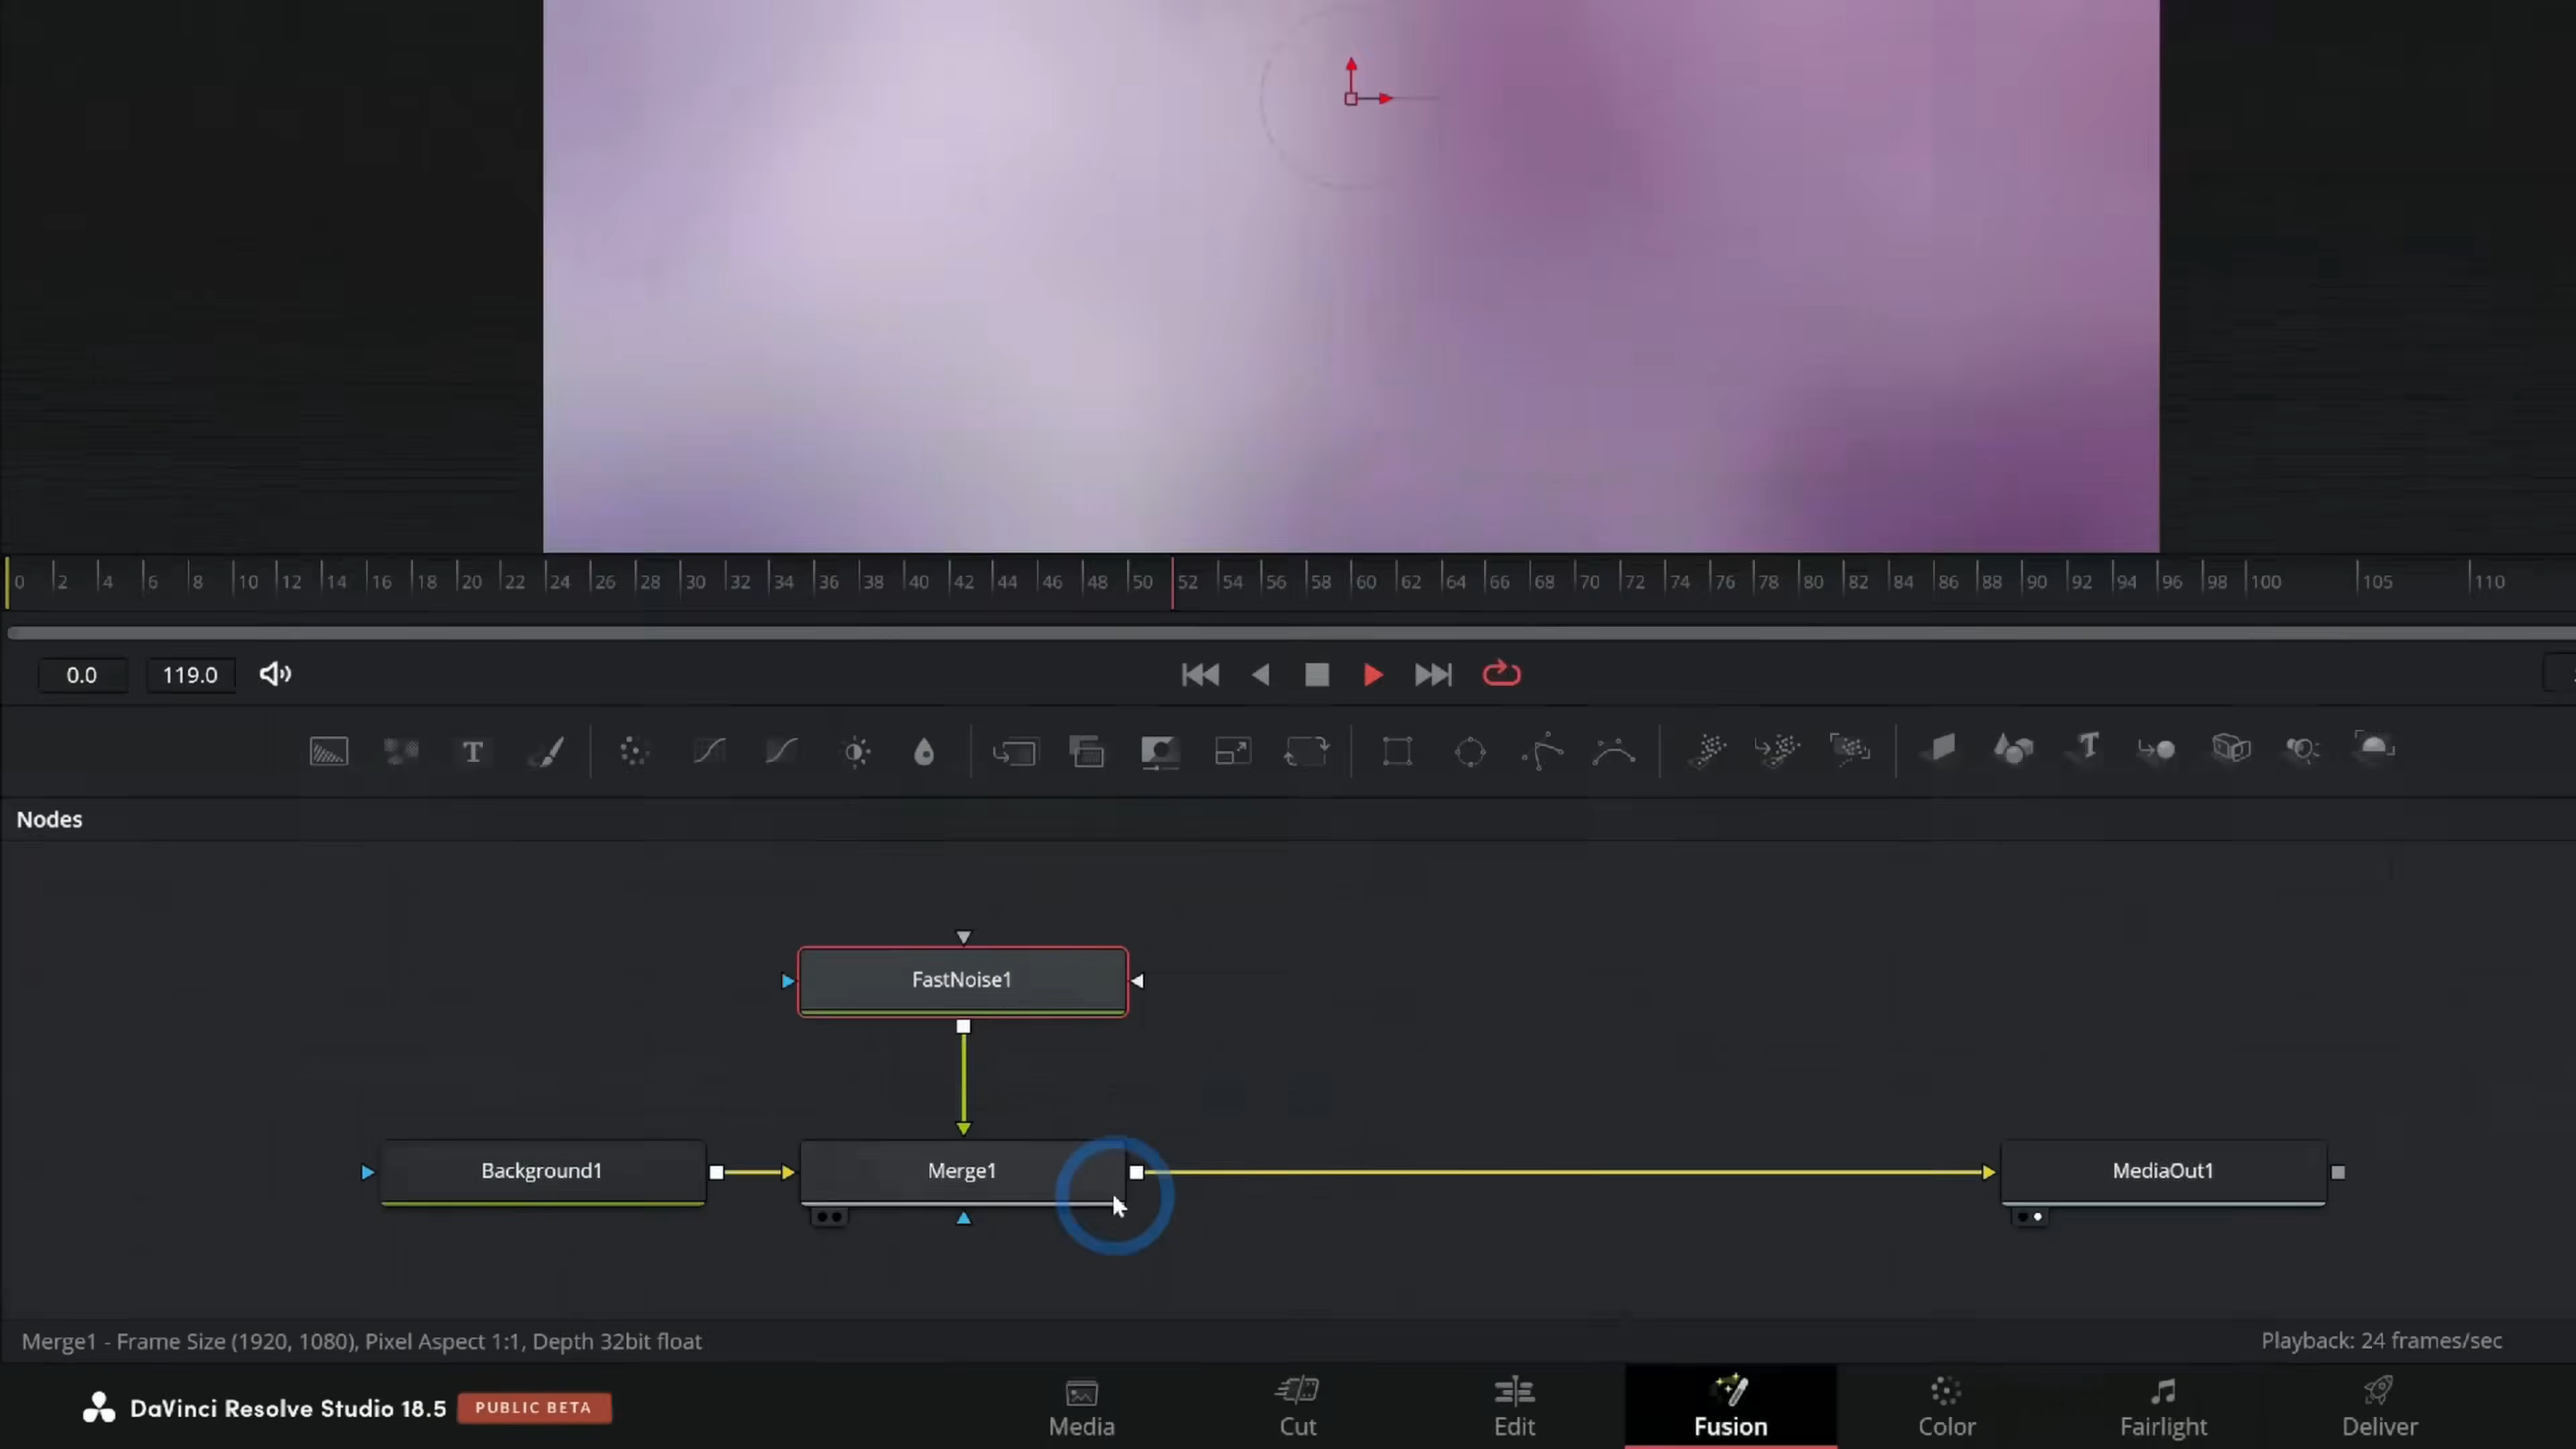 0 2 4 6 8 10 12 14 16 18 20 22 24 26 28 30 32 34 36 38 40 42 44 46 48 50 52 54 56 58 60 62 64 66 68 70 72 74 76 78 80 82 84 86 88 90 92 94 96 98 100 105 110
0.0 119.0
T
Nodes
FastNoise1
Background1 Merge1 MediaOut1
Merge1 - Frame Size (1920, 1080), Pixel Aspect 1:1, Depth 32bit float Playback: 24 frames/sec
DaVinci Resolve Studio 18.5 PUBLIC BETA Media Cut Edit Fusion Color Fairlight Deliver